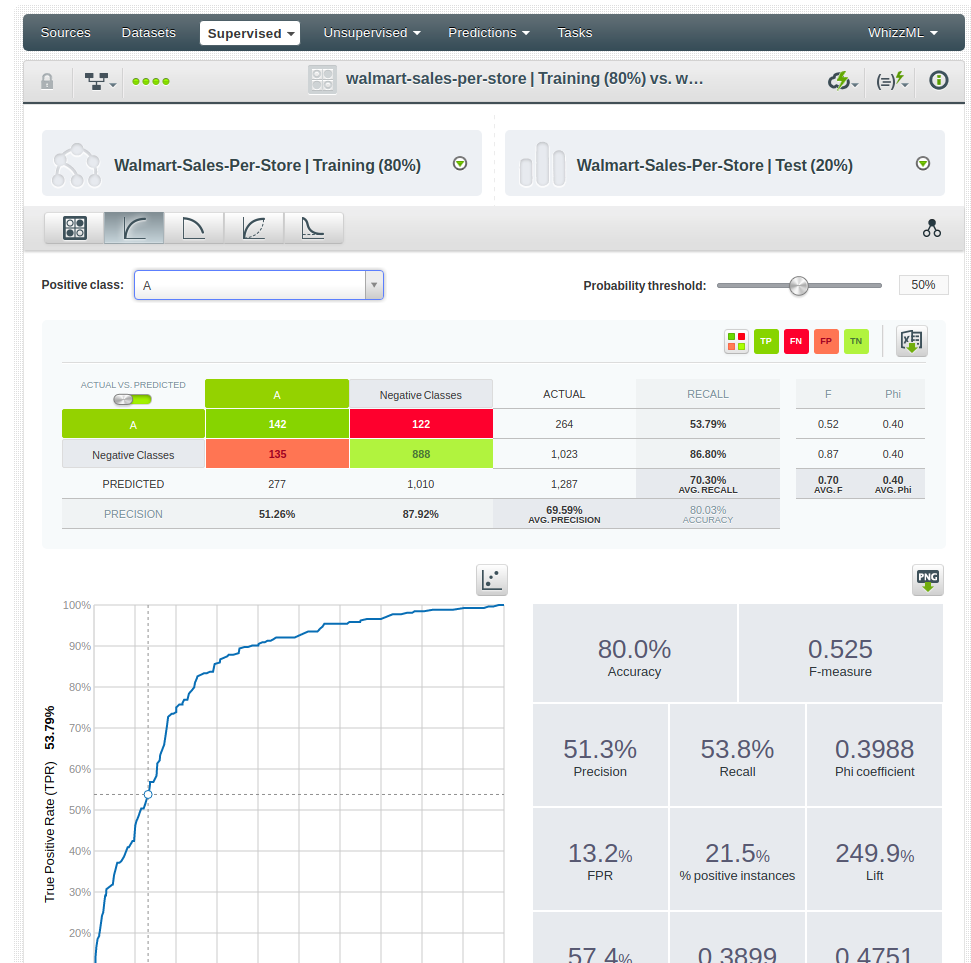 Sources Datasets Supervised Unsupervised Predictions Tasks WhizzML
walmart-sales-per-store | Training (80%) vs. w…
(=)
Walmart-Sales-Per-Store | Training (80%) Walmart-Sales-Per-Store | Test (20%)
Positive class: A Probability threshold: 50%
TP FN FP TN X
ACTUAL VS. PREDICTED A Negative Classes ACTUAL RECALL F Phi
A 142 122 264 53.79% 0.52 0.40
Negative Classes 135 888 1,023 86.80% 0.87 0.40
PREDICTED 277 1,010 1,287 70.30% 0.70 0.40
AVG. RECALL AVG. F AVG. Phi
PRECISION 51.26% 87.92% 69.59% 80.03%
AVG. PRECISION ACCURACY
PNG
100%
90%
80%
70%
60%
50%
40%
30%
20%
True Positive Rate (TPR) 53.79%
80.0% 0.525
Accuracy F-measure
51.3% 53.8% 0.3988
Precision Recall Phi coefficient
13.2% 21.5% 249.9%
FPR % positive instances Lift
57.4% 0.3899 0.4751